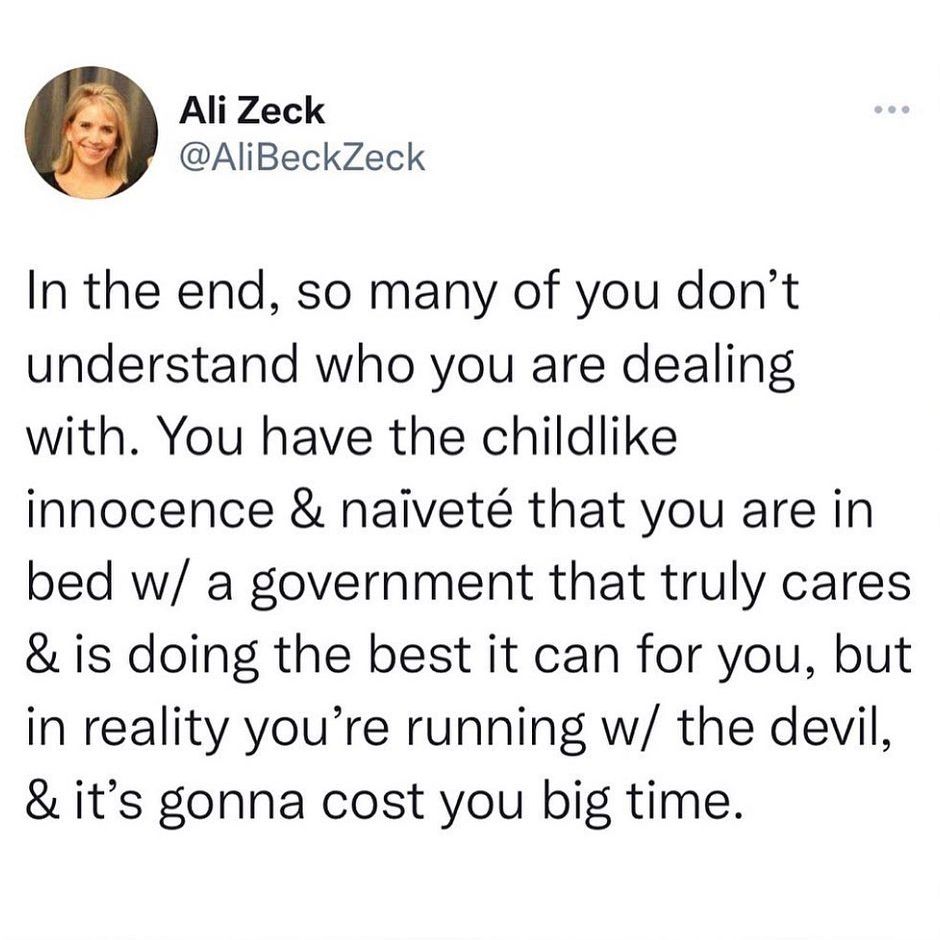 Ali Zeck
@AliBeckZeck
In the end, so many of you don’t
understand who you are dealing
with. You have the childlike
innocence & naïveté that you are in
bed w/ a government that truly cares
& is doing the best it can for you, but
in reality you’re running w/ the devil,
& it’s gonna cost you big time.